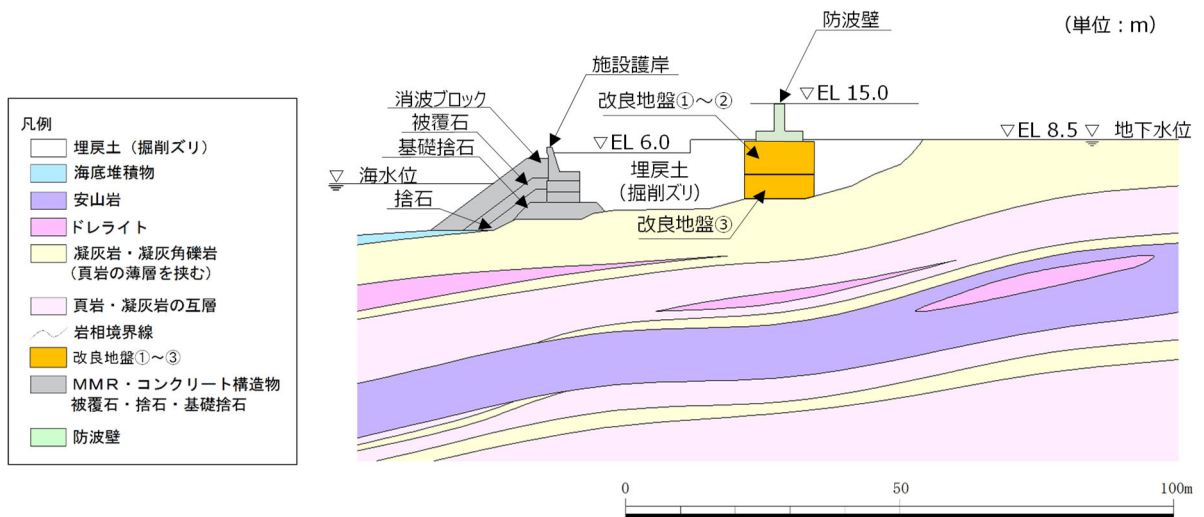 (単位：m)
防波壁
施設護岸
消波ブロック
被覆石
基礎捨石
捨石
▽ 海水位
改良地盤①～②
▽EL 15.0
▽EL 6.0
▽EL 8.5 ▽ 地下水位
埋戻土
(掘削ズリ)
改良地盤③
凡例
埋戻土（掘削ズリ）
海底堆積物
安山岩
ドレライト
凝灰岩・凝灰角礫岩
(真岩の薄層を挟む)
真岩・凝灰岩の互層
岩相境界線
改良地盤①～③
ＭＭＲ・コンクリート構造物
被覆石・捨石・基礎捨石
防波壁
0 50 100m